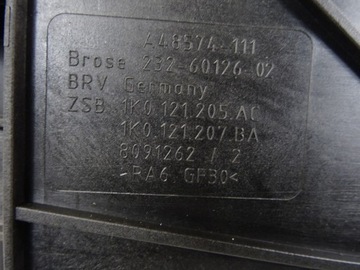 A48574-111
Brose 232-60126-02
BRV Germany
ZSB 1K0.121.205.AC
1K0.121.207.BA
8091262 / 2
>PA6 GF30<